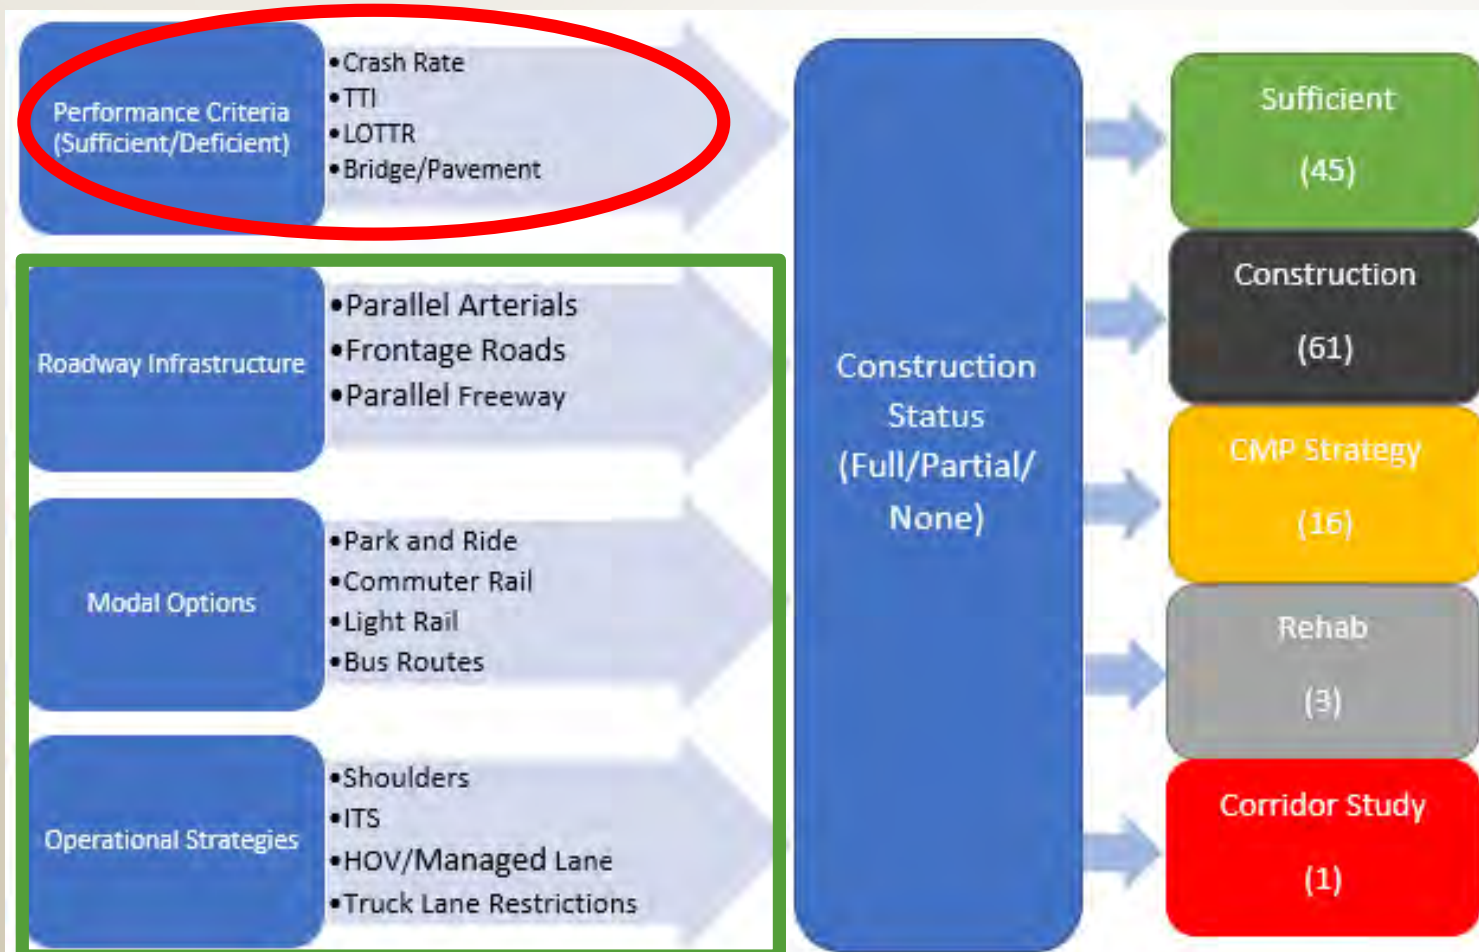 Performance Criteria
(Sufficient/Deficient)
•Crash Rate
•TTI
•LOTTR
•Bridge/Pavement
Roadway Infrastructure
•Parallel Arterials
•Frontage Roads
•Parallel Freeway
Modal Options
•Park and Ride
•Commuter Rail
•Light Rail
•Bus Routes
Operational Strategies
•Shoulders
•ITS
•HOV/Managed Lane
•Truck Lane Restrictions
Construction
Status
(Full/Partial/
None)
Sufficient
(45)
Construction
(61)
CMP Strategy
(16)
Rehab
(3)
Corridor Study
(1)